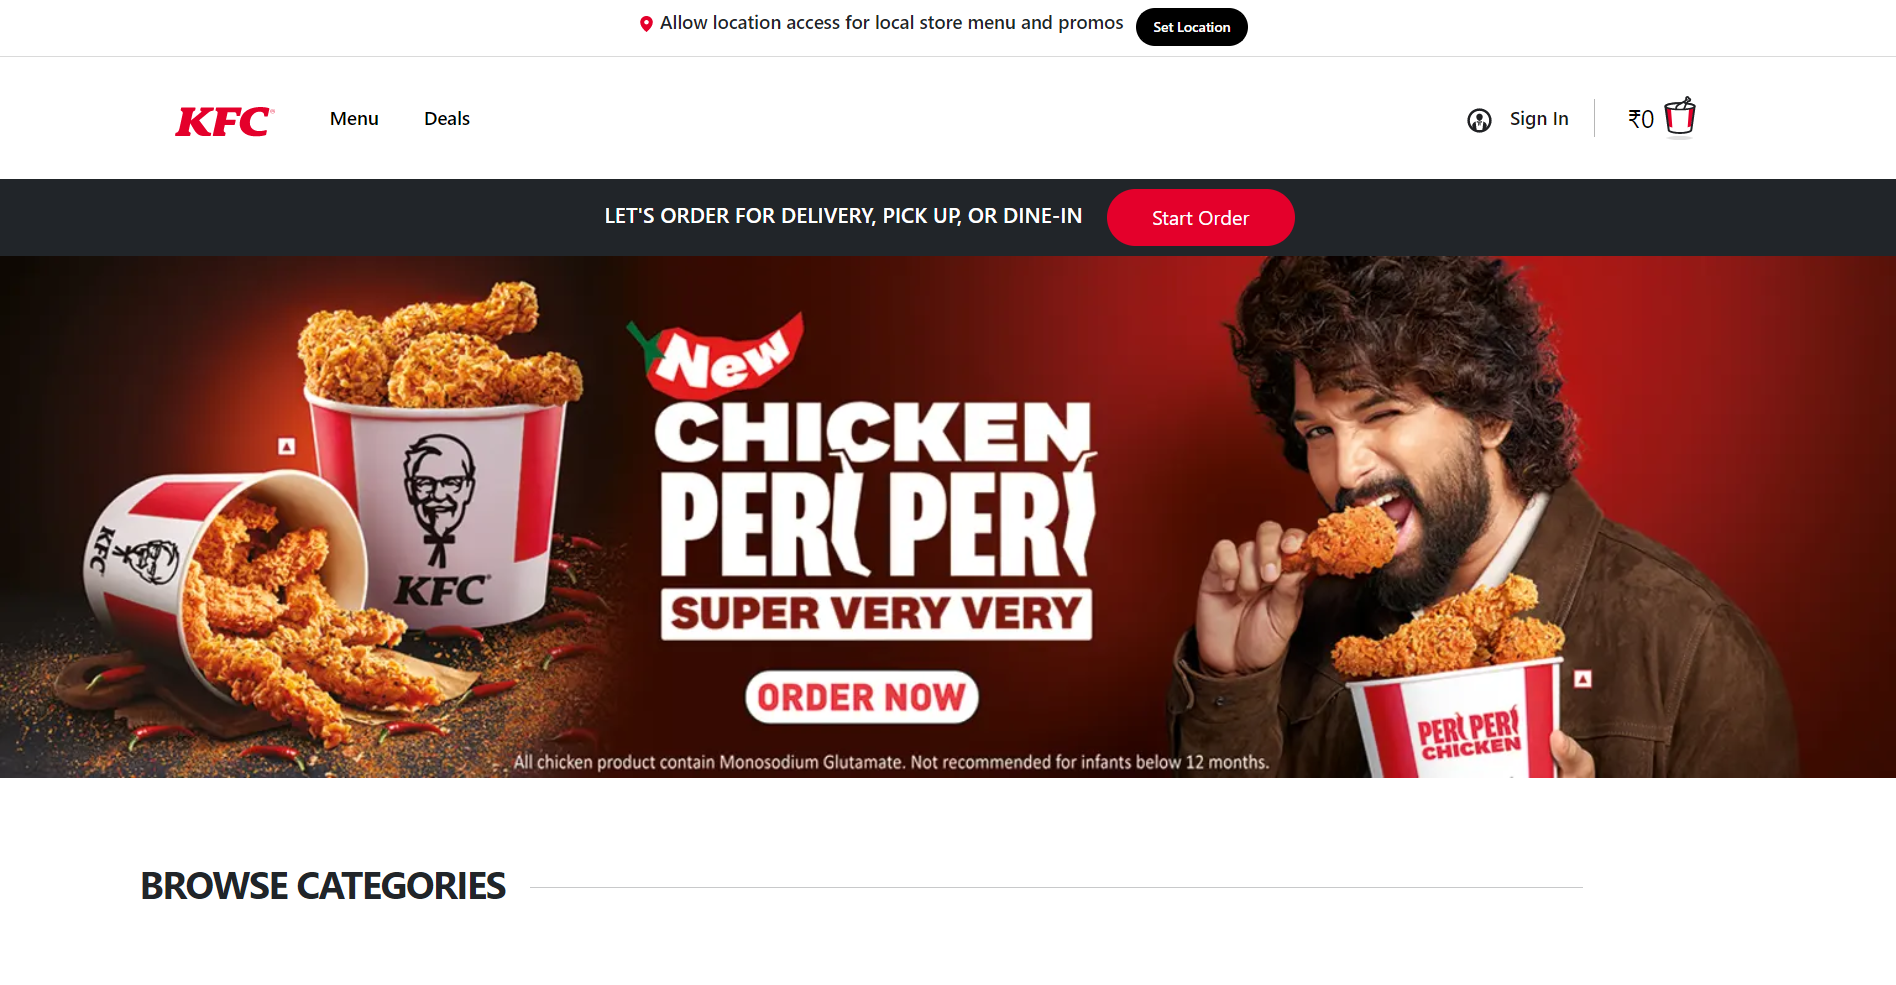 Allow location access for local store menu and promos
Set Location
KFC
Menu
Deals
Sign In
₹0
LET'S ORDER FOR DELIVERY, PICK UP, OR DINE-IN
Start Order
New
CHICKEN
PERI PERI
SUPER VERY VERY
ORDER NOW
All chicken product contain Monosodium Glutamate. Not recommended for infants below 12 months.
KFC
KFC
PERI PERI
CHICKEN
BROWSE CATEGORIES